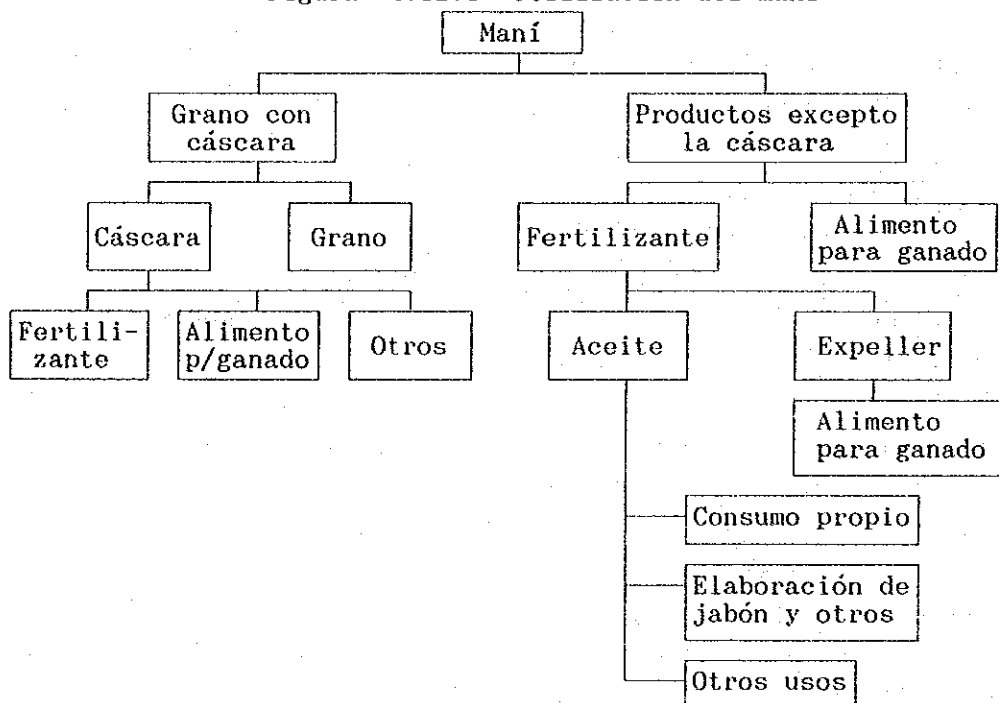 Maní
Grano con
cáscara
Productos excepto
la cáscara
Cáscara
Grano
Fertilizante
Alimento
para ganado
Fertili-
zante
Alimento
p/ganado
Otros
Aceite
Expeller
Alimento
para ganado
Consumo propio
Elaboración de
jabón y otros
Otros usos